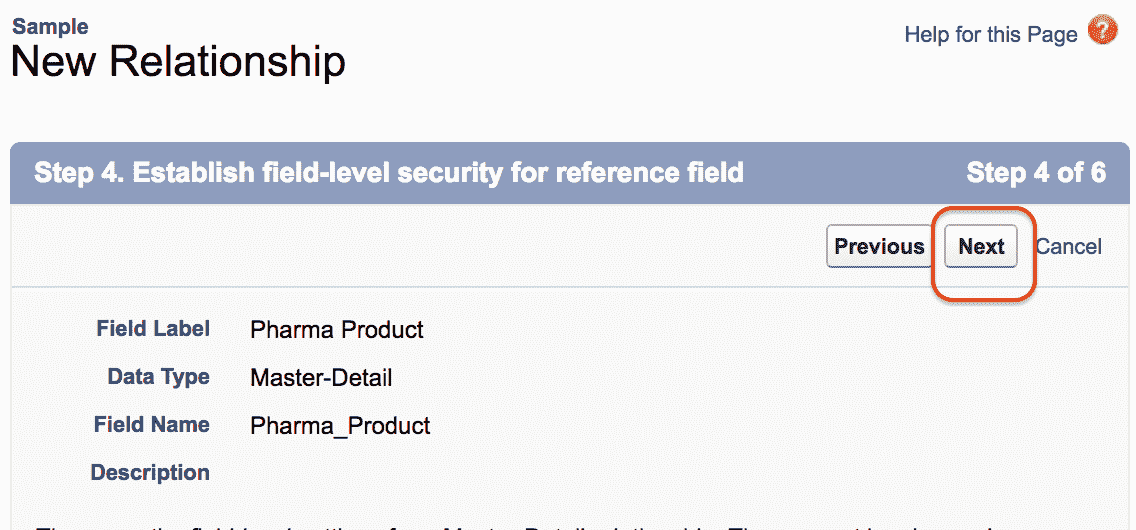 Sample
New Relationship
Help for this Page ?
Step 4. Establish field-level security for reference field
Step 4 of 6
Previous Next Cancel
Field Label Pharma Product
Data Type Master-Detail
Field Name Pharma_Product
Description